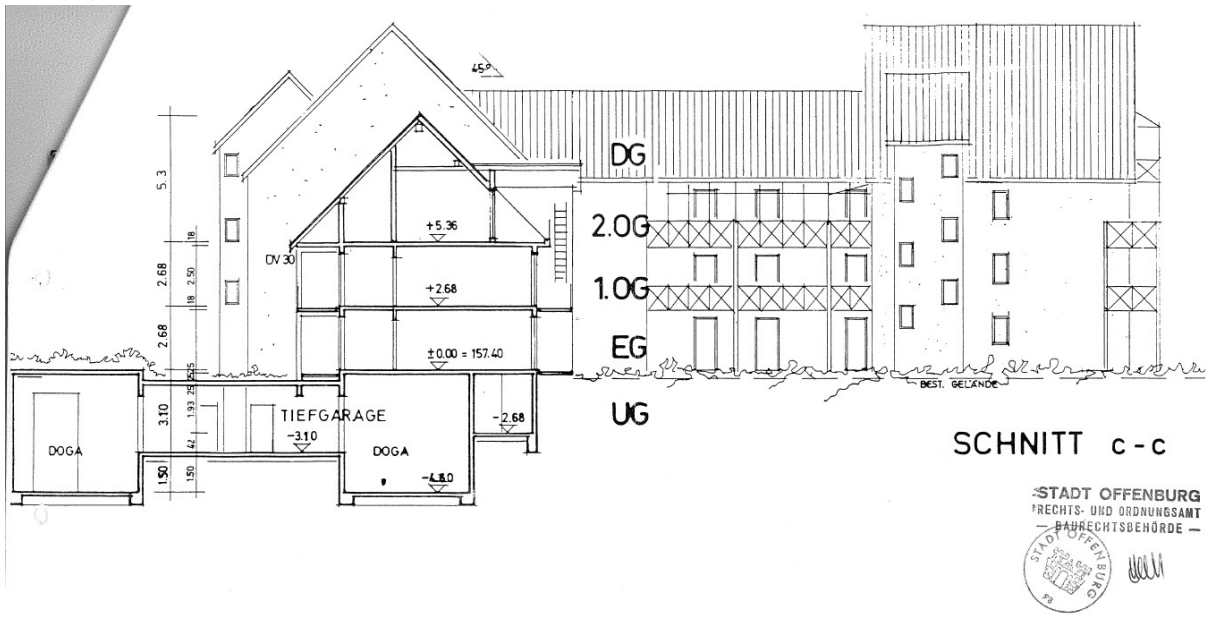 45°
DG
5.3
+5.36
2.OG
18
DV 30
2.68
2.50
+2.68
1.OG
18
2.68
EG
±0.00 = 157.40
25
25
BEST. GELÄNDE
3.10
1.93
TIEFGARAGE
-2.68
UG
-3.10
42
DOGA
DOGA
SCHNITT c-c
1.50
1.50
STADT OFFENBURG
RECHTS- UND ORDNUNGSAMT
— BAURECHTSBEHÖRDE —
STADT OFFENBURG